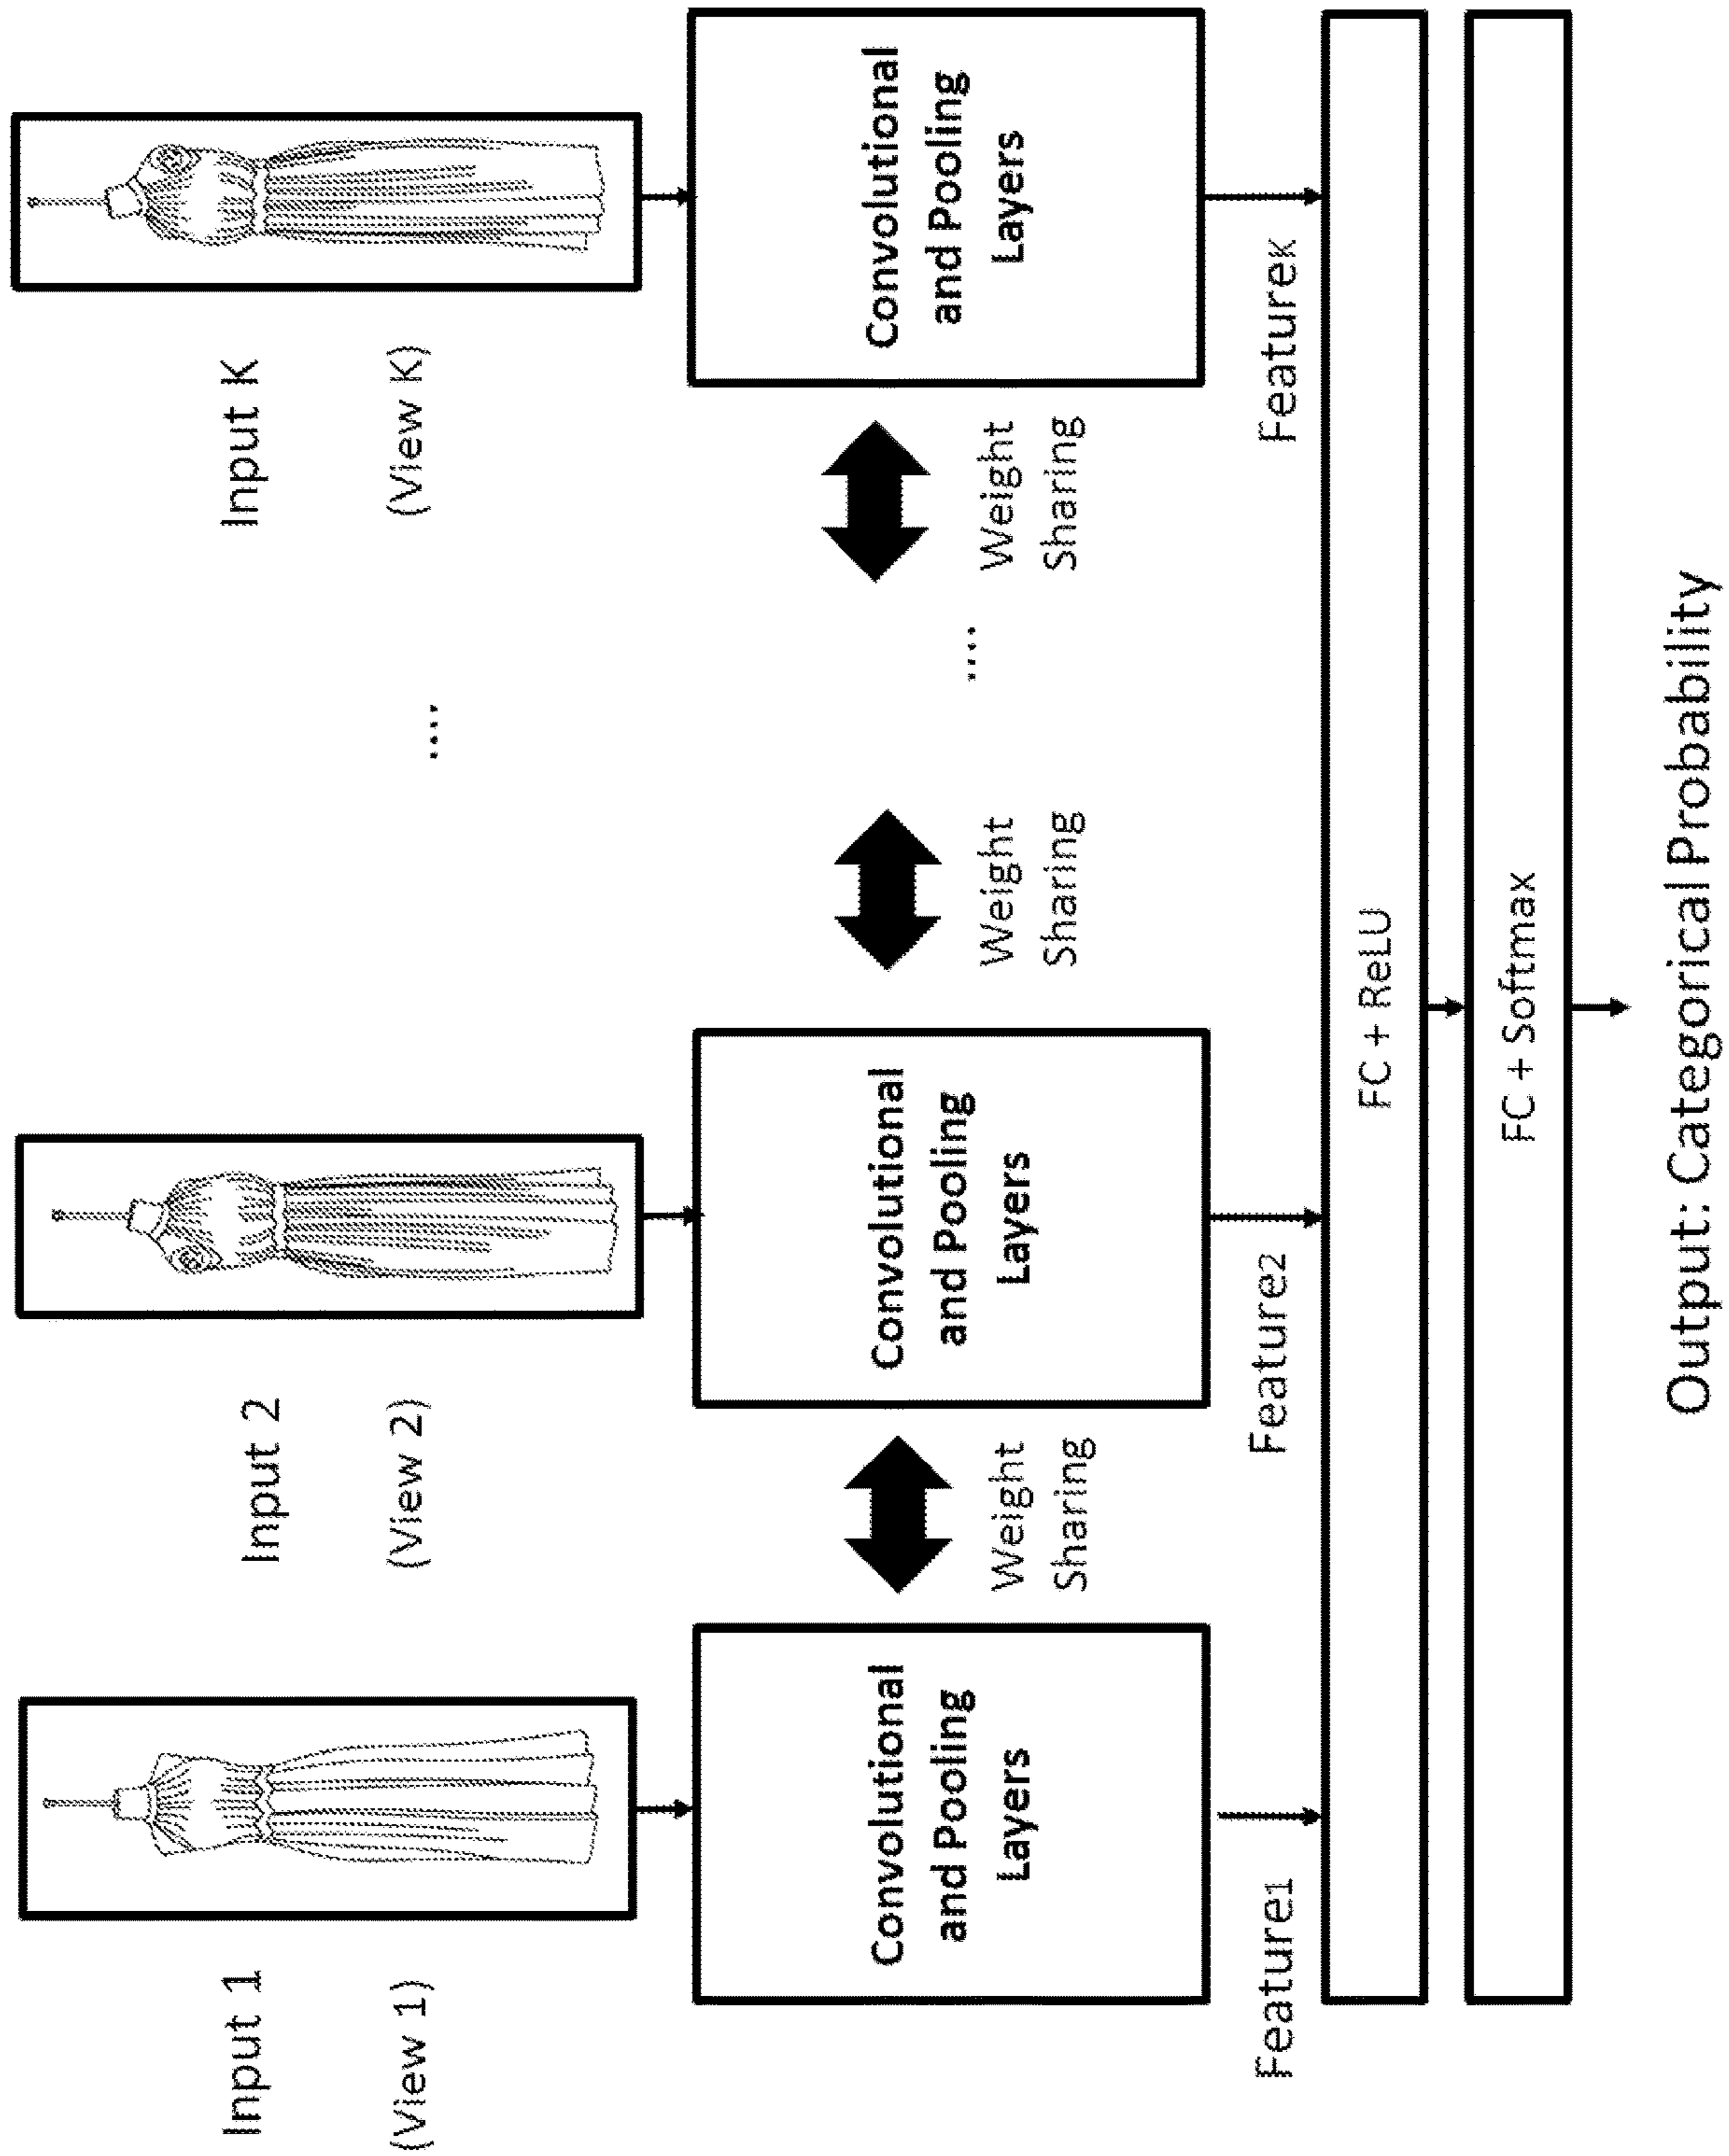 Input 1
(View 1)
Input 2
(View 2)
....
Input K
(View K)
Convolutional
and Pooling
Layers
Weight
Sharing
Convolutional
and Pooling
Layers
Weight
Sharing
....
Weight
Sharing
Convolutional
and Pooling
Layers
Feature1
Feature2
FeatureK
FC + ReLU
FC + Softmax
Output: Categorical Probability